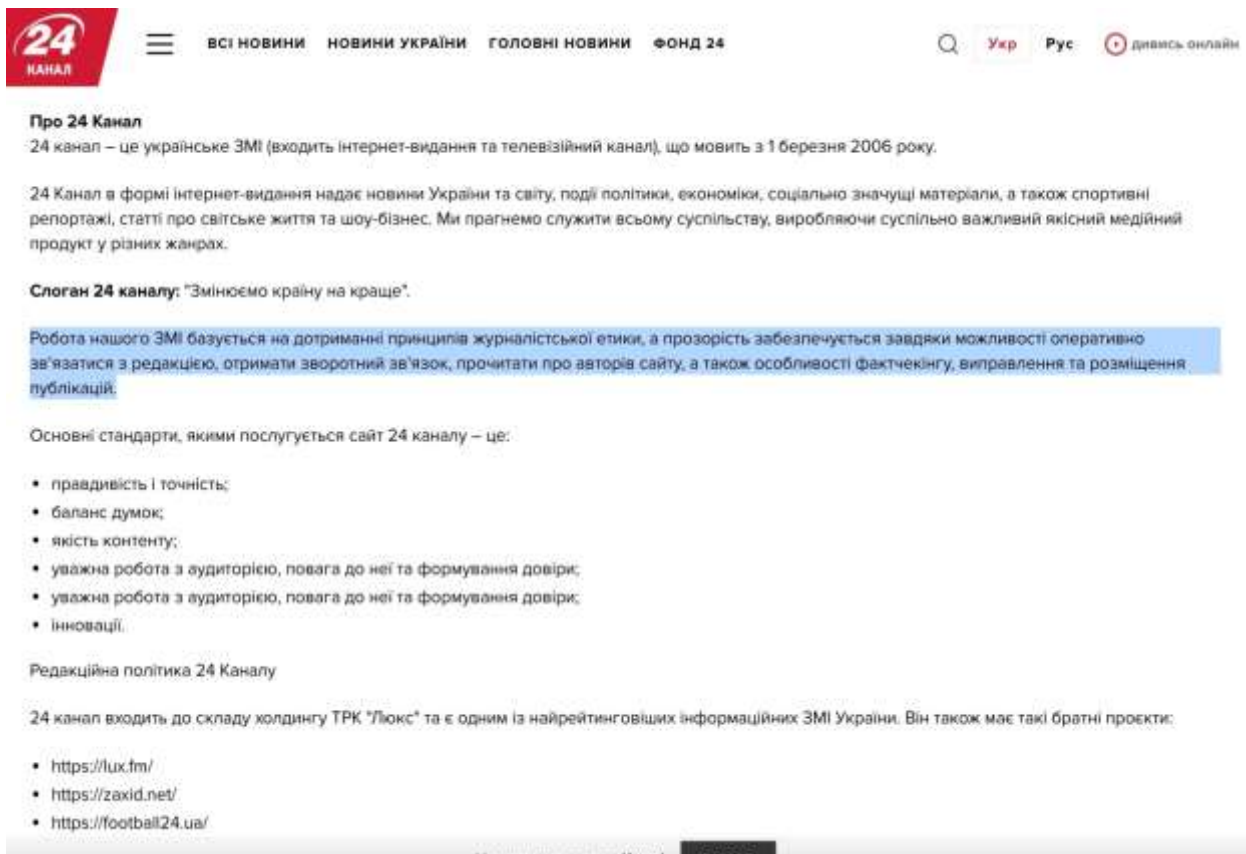 24
КАНАЛ
ВСІ НОВИНИ НОВИНИ УКРАЇНИ ГОЛОВНІ НОВИНИ ФОНД 24
Укр Рус дивись онлайн
Про 24 Канал
24 канал – це українське ЗМІ (входить інтернет-видання та телевізійний канал), що мовить з 1 березня 2006 року.
24 Канал в формі інтернет-видання надає новини України та світу, події політики, економіки, соціально значущі матеріали, а також спортивні
репортажі, статті про світське життя та шоу-бізнес. Ми прагнемо служити всьому суспільству, виробляючи суспільно важливий якісний медійний
продукт у різних жанрах.
Слоган 24 каналу: "Змінюємо країну на краще".
Робота нашого ЗМІ базується на дотриманні принципів журналістської етики, а прозорість забезпечується завдяки можливості оперативно
зв'язатися з редакцією, отримати зворотний зв'язок, прочитати про авторів сайту, а також особливості фактчекінгу, виправлення та розміщення
публікацій.
Основні стандарти, якими послугується сайт 24 каналу – це:
• правдивість і точність;
• баланс думок;
• якість контенту;
• уважна робота з аудиторією, повага до неї та формування довіри;
• уважна робота з аудиторією, повага до неї та формування довіри;
• інновації.
Редакційна політика 24 Каналу
24 канал входить до складу холдингу ТРК "Люкс" та є одним із найрейтинговіших інформаційних ЗМІ України. Він також має такі братні проєкти:
• https://lux.fm/
• https://zaxid.net/
• https://football24.ua/